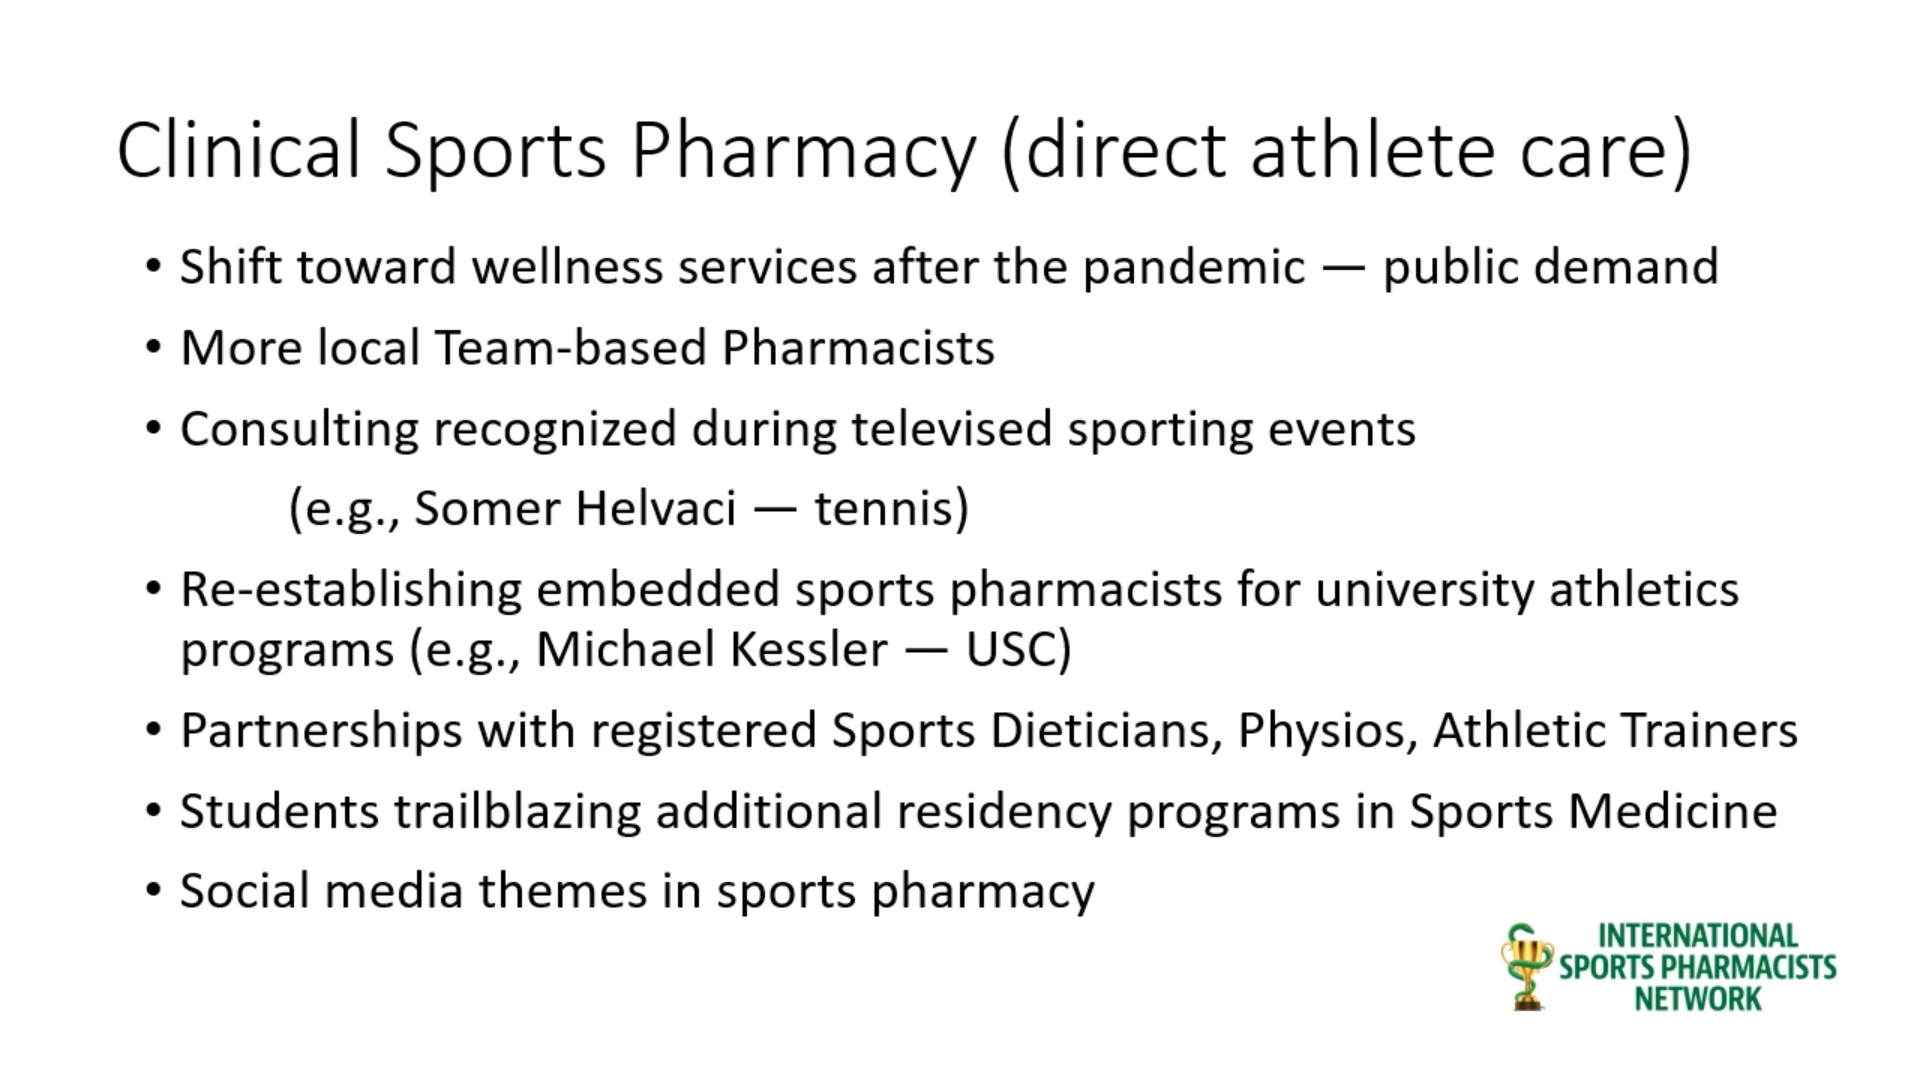 Clinical Sports Pharmacy (direct athlete care)
• Shift toward wellness services after the pandemic — public demand
• More local Team-based Pharmacists
• Consulting recognized during televised sporting events
(e.g., Somer Helvaci — tennis)
• Re-establishing embedded sports pharmacists for university athletics
programs (e.g., Michael Kessler — USC)
• Partnerships with registered Sports Dieticians, Physios, Athletic Trainers
• Students trailblazing additional residency programs in Sports Medicine
• Social media themes in sports pharmacy
INTERNATIONAL
SPORTS PHARMACISTS
NETWORK